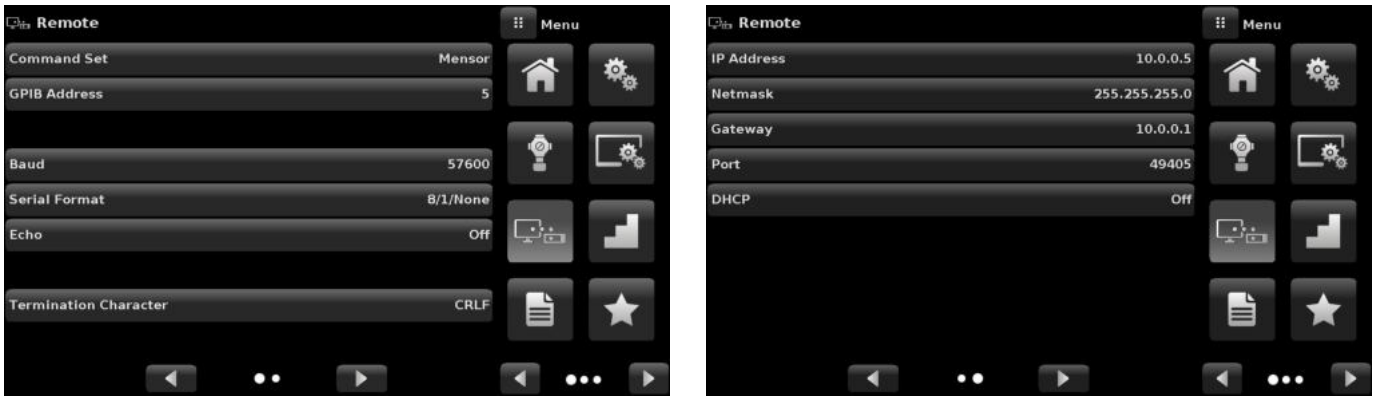 Remote
Menu
Command Set Mensor
GPIB Address 5
Baud 57600
Serial Format 8/1/None
Echo Off
Termination Character CRLF
Remote
Menu
IP Address 10.0.0.5
Netmask 255.255.255.0
Gateway 10.0.0.1
Port 49405
DHCP Off